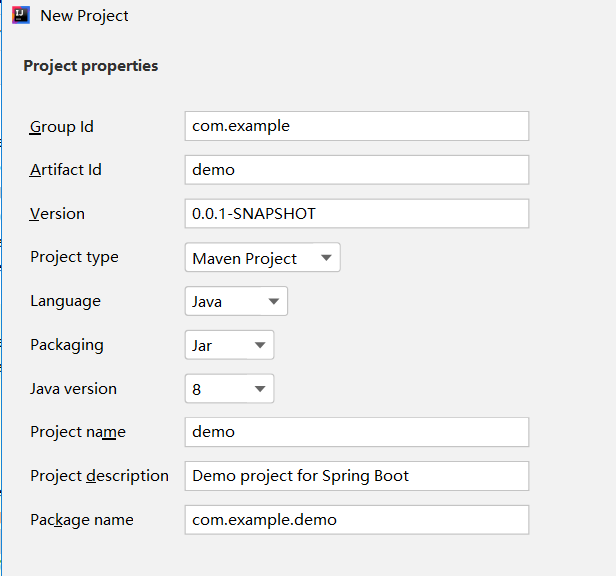 New Project
Project properties
Group Id com.example
Artifact Id demo
Version 0.0.1-SNAPSHOT
Project type Maven Project
Language Java
Packaging Jar
Java version 8
Project name demo
Project description Demo project for Spring Boot
Package name com.example.demo